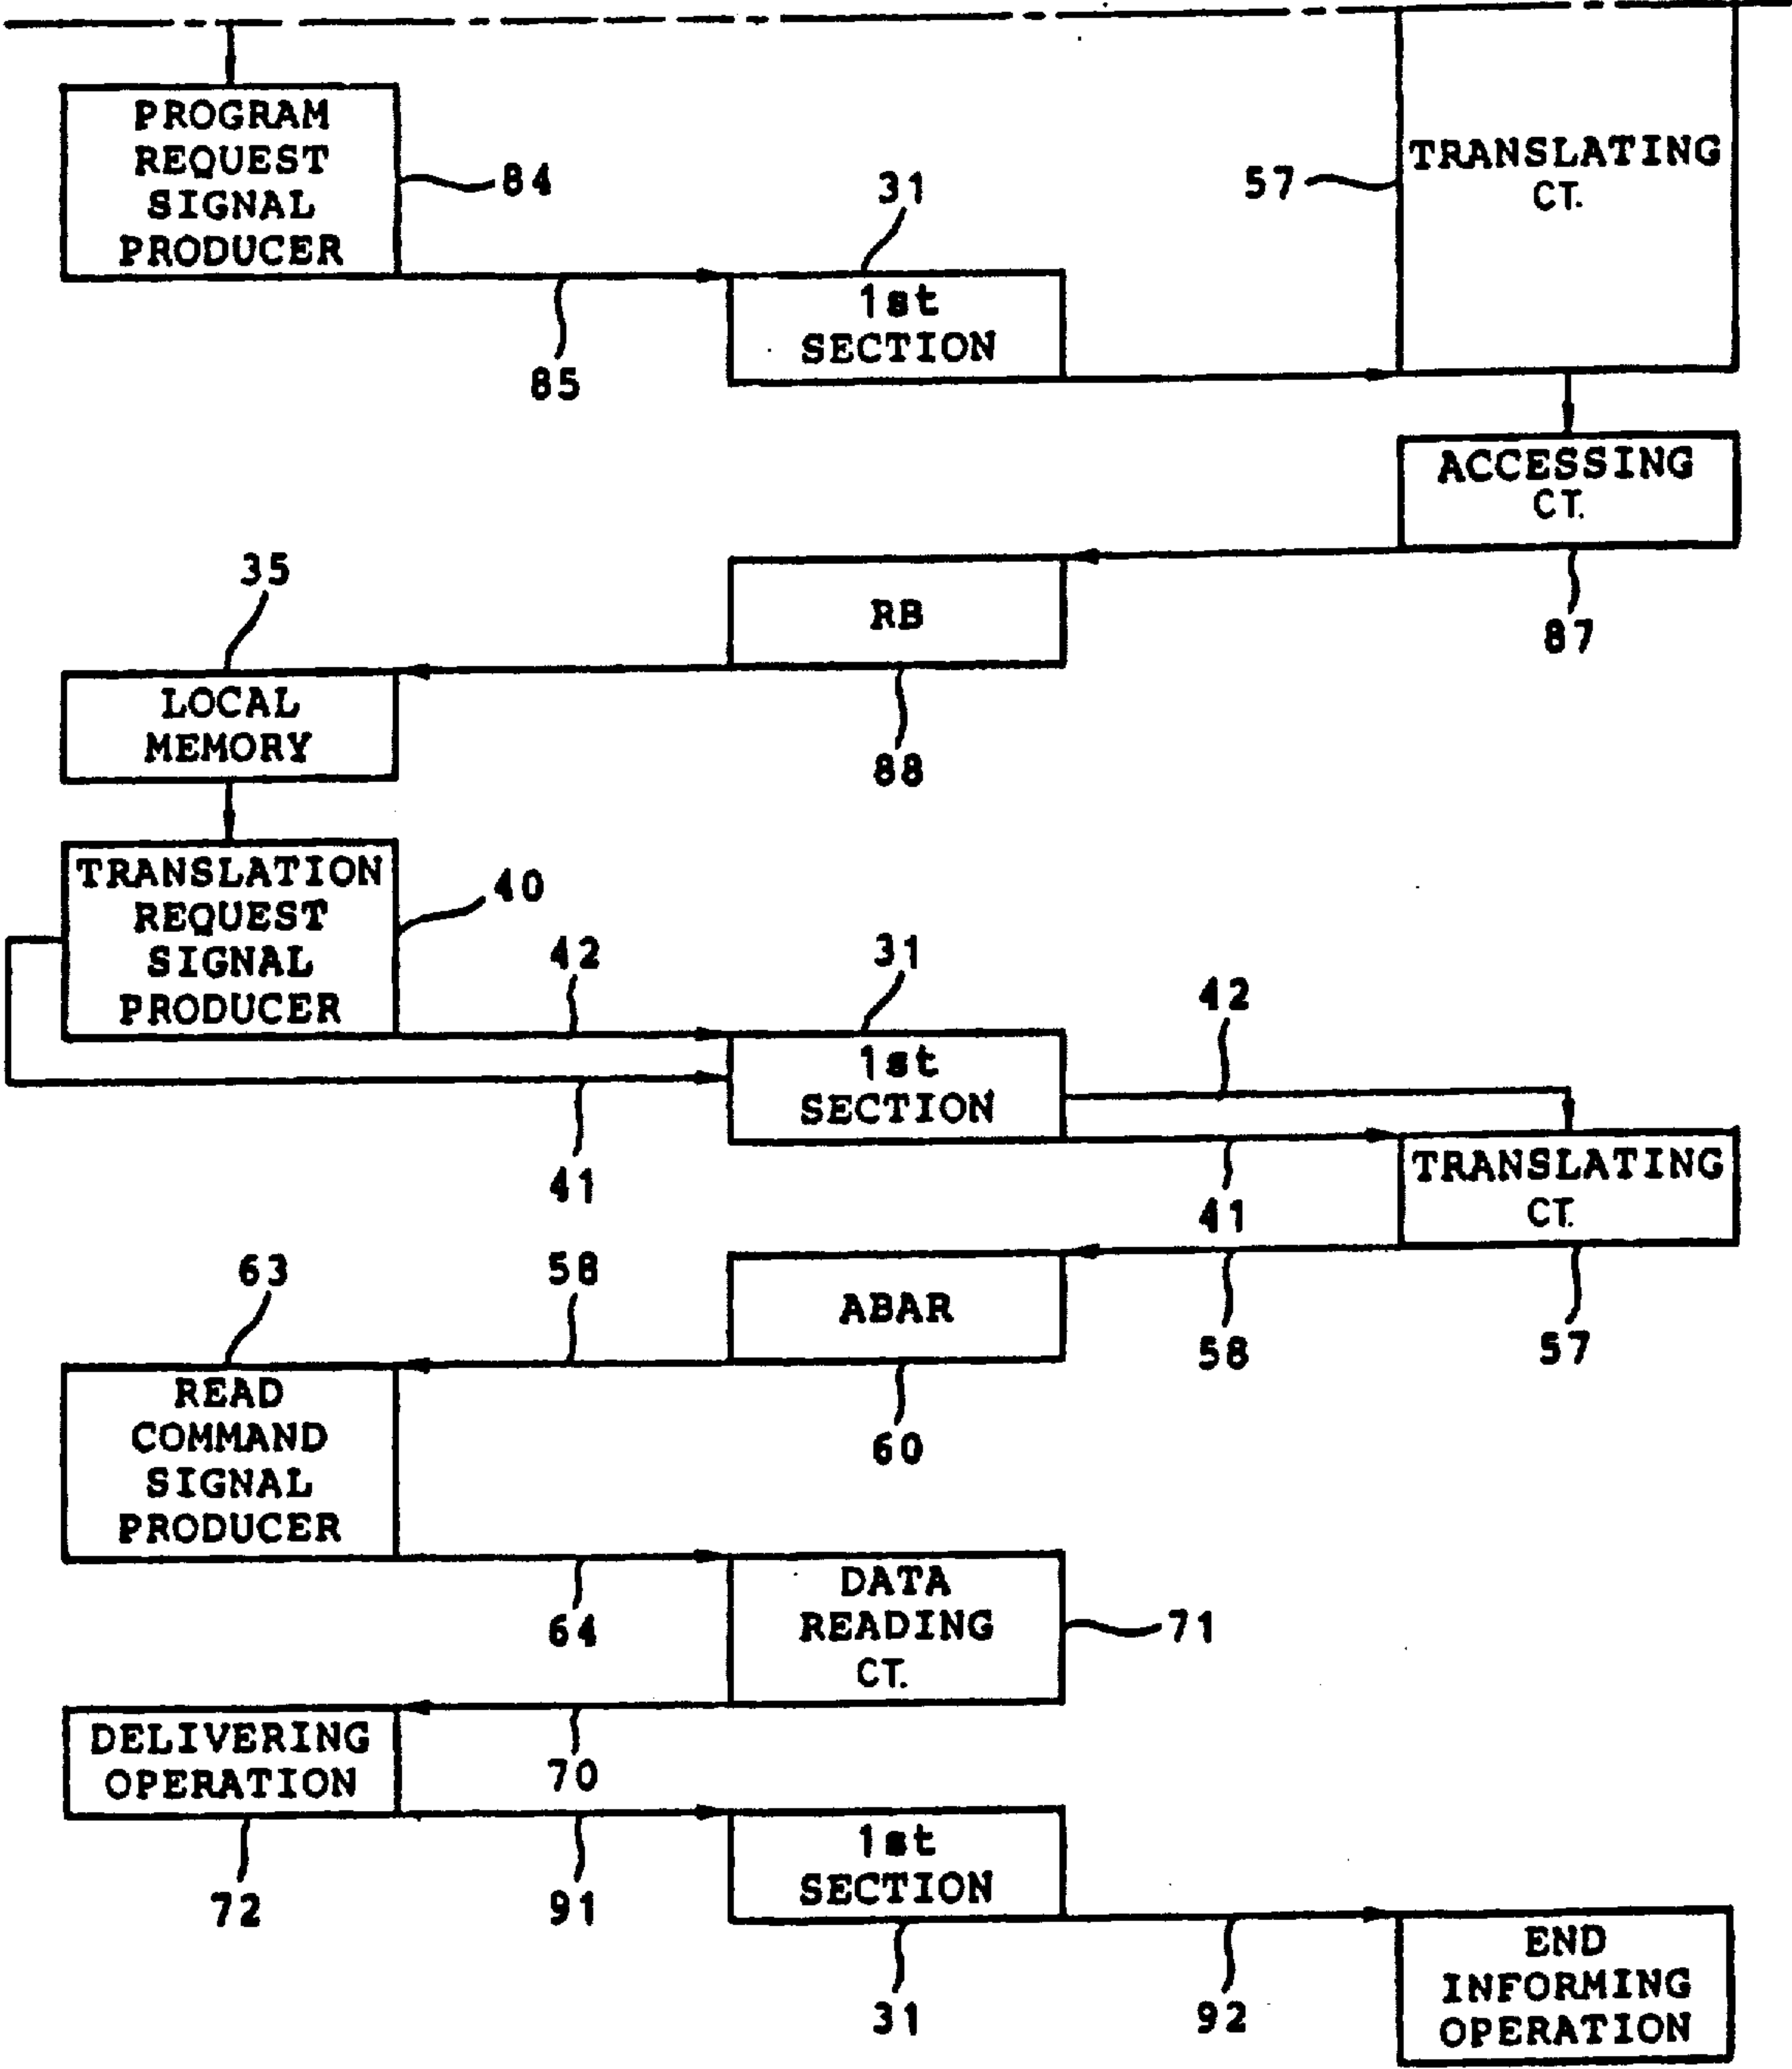 PROGRAM
REQUEST
SIGNAL
PRODUCER
84
85
31
1st
SECTION
57
TRANSLATING
CT.
ACCESSING
CT.
87
RB
88
35
LOCAL
MEMORY
TRANSLATION
REQUEST
SIGNAL
PRODUCER
40
42
41
31
1st
SECTION
42
41
TRANSLATING
CT.
57
58
ABAR
60
58
63
READ
COMMAND
SIGNAL
PRODUCER
64
DATA
READING
CT.
71
70
DELIVERING
OPERATION
72
91
1st
SECTION
31
92
END
INFORMING
OPERATION